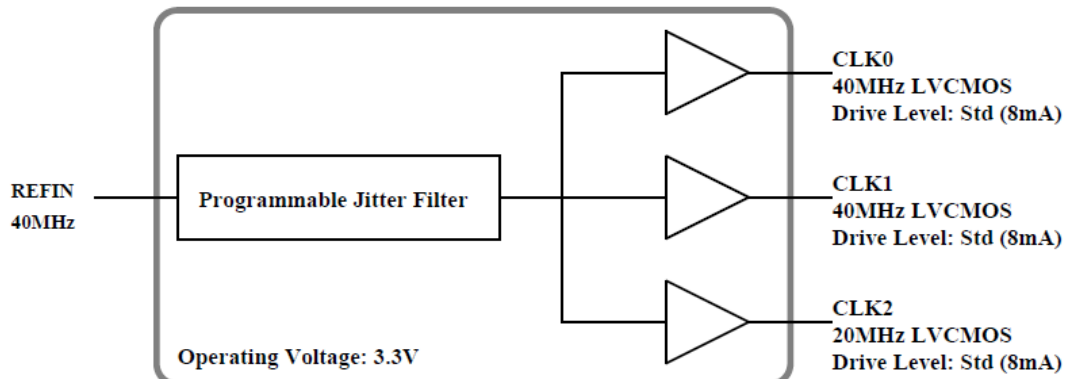 CLK0
40MHz LVCMOS
Drive Level: Std (8mA)
REFIN
40MHz
Programmable Jitter Filter
CLK1
40MHz LVCMOS
Drive Level: Std (8mA)
CLK2
20MHz LVCMOS
Drive Level: Std (8mA)
Operating Voltage: 3.3V